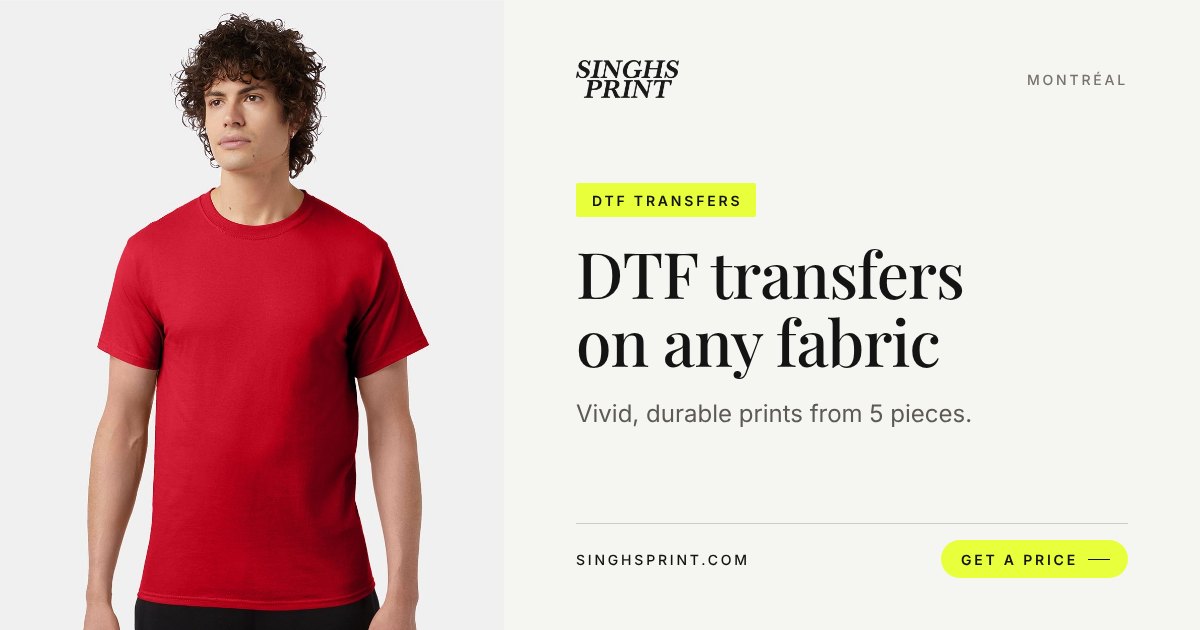 SINGHS
PRINT
MONTRÉAL
DTF TRANSFERS
DTF transfers
on any fabric
Vivid, durable prints from 5 pieces.
SINGHSPRINT.COM
GET A PRICE —